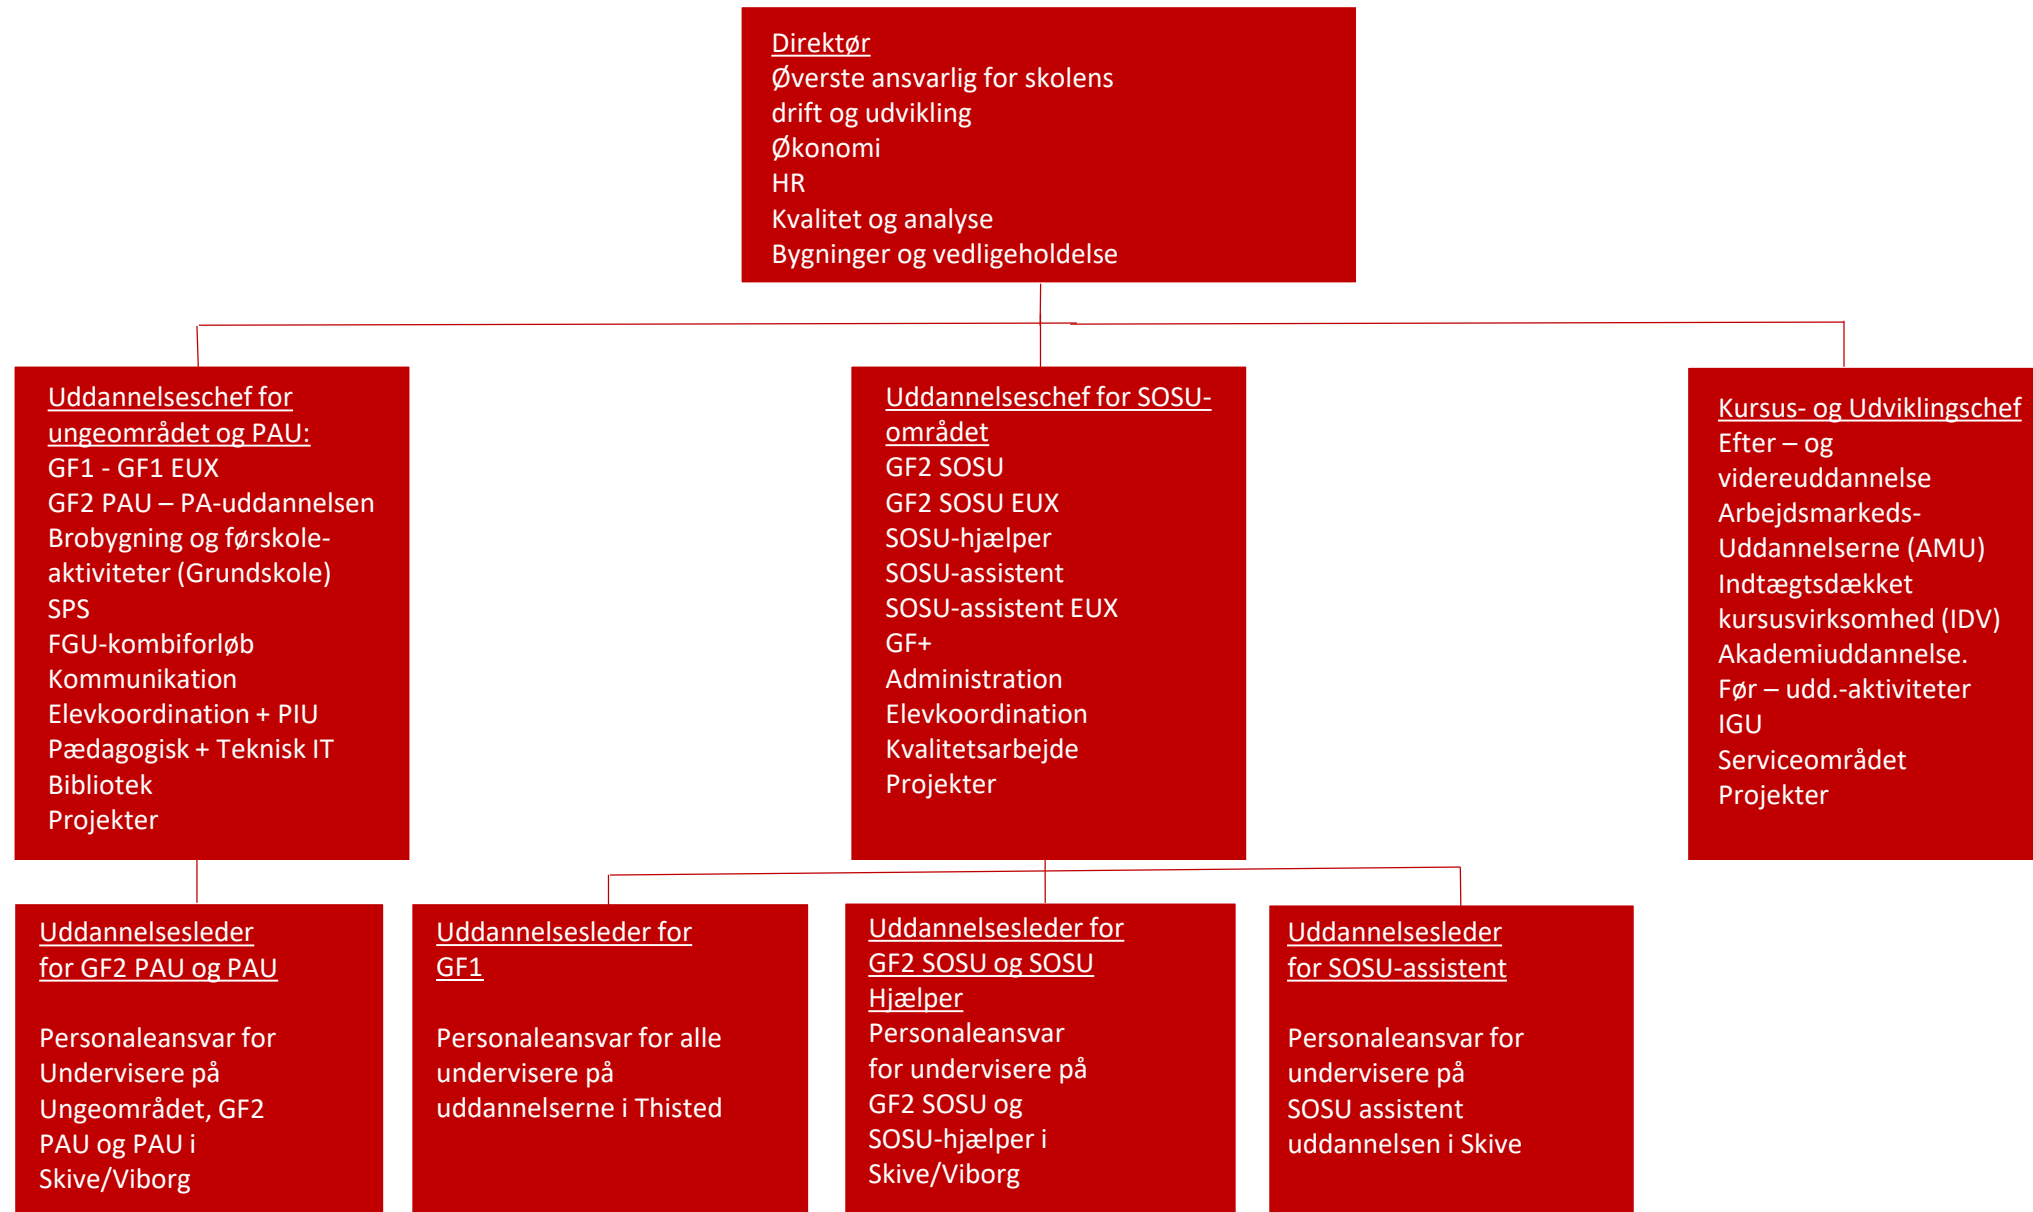 Direktør
Øverste ansvarlig for skolens
drift og udvikling
Økonomi
HR
Kvalitet og analyse
Bygninger og vedligeholdelse
Uddannelseschef for
ungeområdet og PAU:
GF1 - GF1 EUX
GF2 PAU – PA-uddannelsen
Brobygning og førskole-
aktiviteter (Grundskole)
SPS
FGU-kombiforløb
Kommunikation
Elevkoordination + PIU
Pædagogisk + Teknisk IT
Bibliotek
Projekter
Uddannelseschef for SOSU-
området
GF2 SOSU
GF2 SOSU EUX
SOSU-hjælper
SOSU-assistent
SOSU-assistent EUX
GF+
Administration
Elevkoordination
Kvalitetsarbejde
Projekter
Kursus- og Udviklingschef
Efter – og
videreuddannelse
Arbejdsmarkeds-
Uddannelserne (AMU)
Indtægtsdækket
kursusvirksomhed (IDV)
Akademiuddannelse.
Før – udd.-aktiviteter
IGU
Serviceområdet
Projekter
Uddannelsesleder
for GF2 PAU og PAU
Personaleansvar for
Undervisere på
Ungeområdet, GF2
PAU og PAU i
Skive/Viborg
Uddannelsesleder for
GF1
Personaleansvar for alle
undervisere på
uddannelserne i Thisted
Uddannelsesleder for
GF2 SOSU og SOSU
Hjælper
Personaleansvar
for undervisere på
GF2 SOSU og
SOSU-hjælper i
Skive/Viborg
Uddannelsesleder
for SOSU-assistent
Personaleansvar for
undervisere på
SOSU assistent
uddannelsen i Skive